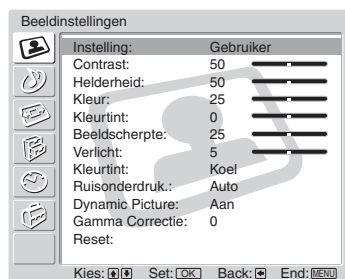 Beeldinstellingen
Instelling: Gebruiker
Contrast: 50
Helderheid: 50
Kleur: 25
Kleurtint: 0
Beeldscherpte: 25
Verlicht: 5
Kleurtint: Koel
Ruisonderdruk.: Auto
Dynamic Picture: Aan
Gamma Correctie: 0
Reset:
Kies: Set: OK Back: End: MENU